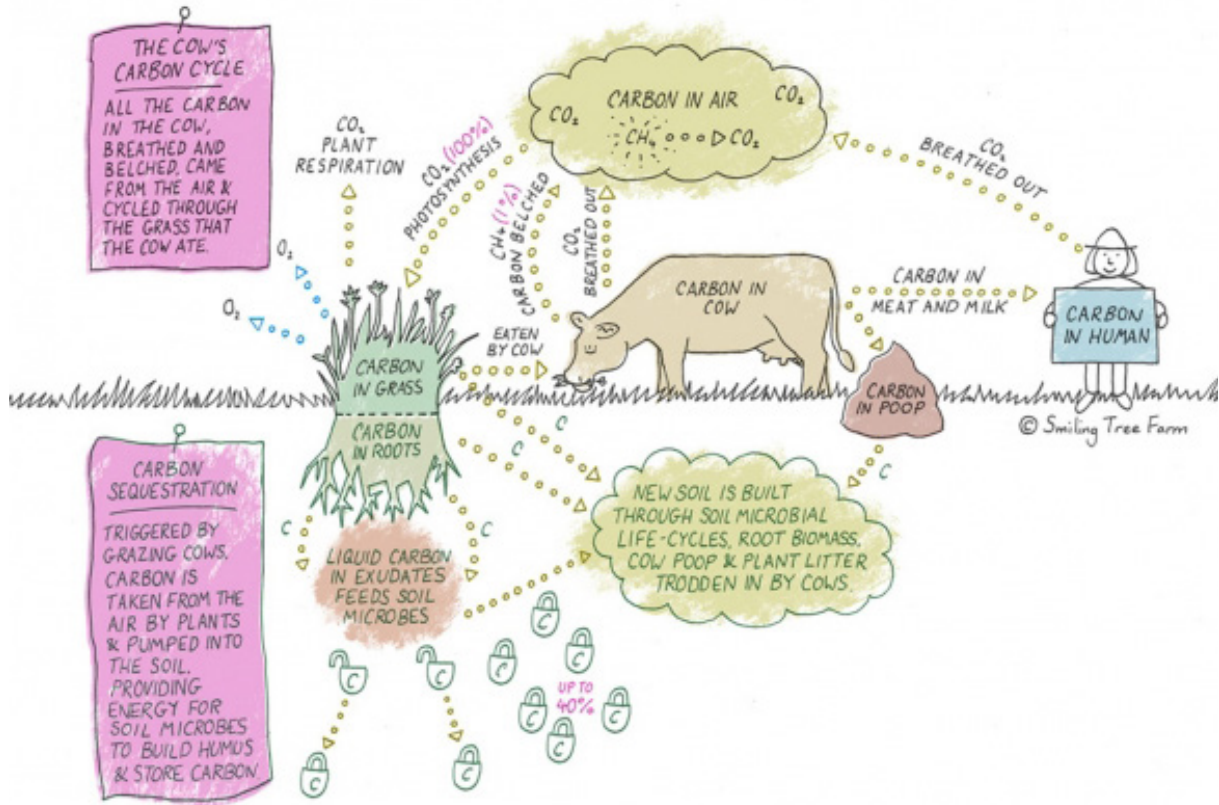 THE COW'S
CARBON CYCLE
ALL THE CARBON
IN THE COW,
BREATHED AND
BELCHED, CAME
FROM THE AIR &
CYCLED THROUGH
THE GRASS THAT
THE COW ATE.
O₂
O₂
CO₂
PLANT
RESPIRATION
CO₂ (100%)
PHOTOSYNTHESIS
CH₄ (1%)
CARBON BELCHED
CO₂
BREATHED OUT
CARBON IN AIR
CO₂
CO₂
CH₄ CO₂
CO₂
BREATHED OUT
EATEN
BY COW
CARBON IN
COW
CARBON IN
MEAT AND MILK
CARBON
IN HUMAN
CARBON
IN GRASS
CARBON
IN ROOTS
CARBON
IN POOP
© Smiling Tree Farm
C
C
C
C
C
CARBON
SEQUESTRATION
TRIGGERED BY
GRAZING COWS.
CARBON IS
TAKEN FROM THE
AIR BY PLANTS
& PUMPED INTO
THE SOIL.
PROVIDING
ENERGY FOR
SOIL MICROBES
TO BUILD HUMUS
& STORE CARBON
LIQUID CARBON
IN EXUDATES
FEEDS SOIL
MICROBES
NEW SOIL IS BUILT
THROUGH SOIL MICROBIAL
LIFE-CYCLES, ROOT BIOMASS,
COW POOP & PLANT LITTER
TRODDEN IN BY COWS.
C
C
C
C
C
UP TO
40%
C
C
C
C
C